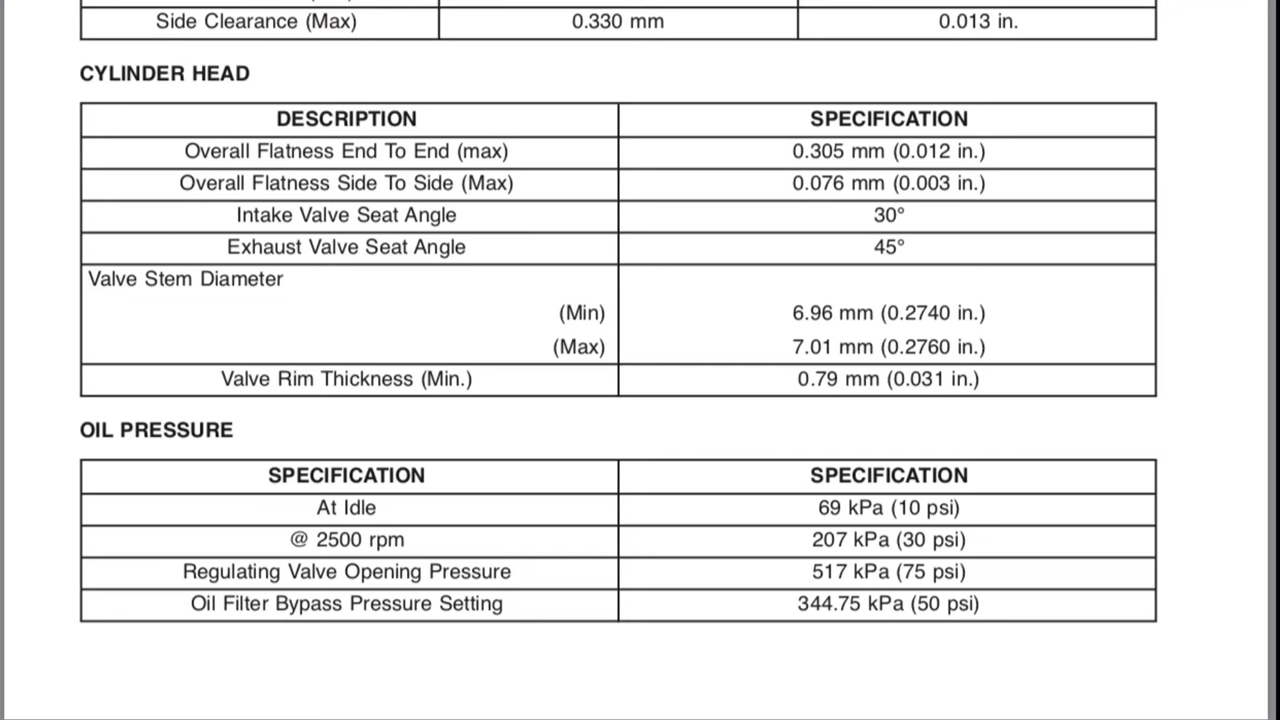 Side Clearance (Max) 0.330 mm 0.013 in.
CYLINDER HEAD
DESCRIPTION SPECIFICATION
Overall Flatness End To End (max) 0.305 mm (0.012 in.)
Overall Flatness Side To Side (Max) 0.076 mm (0.003 in.)
Intake Valve Seat Angle 30°
Exhaust Valve Seat Angle 45°
Valve Stem Diameter
(Min) 6.96 mm (0.2740 in.)
(Max) 7.01 mm (0.2760 in.)
Valve Rim Thickness (Min.) 0.79 mm (0.031 in.)
OIL PRESSURE
SPECIFICATION SPECIFICATION
At Idle 69 kPa (10 psi)
@ 2500 rpm 207 kPa (30 psi)
Regulating Valve Opening Pressure 517 kPa (75 psi)
Oil Filter Bypass Pressure Setting 344.75 kPa (50 psi)